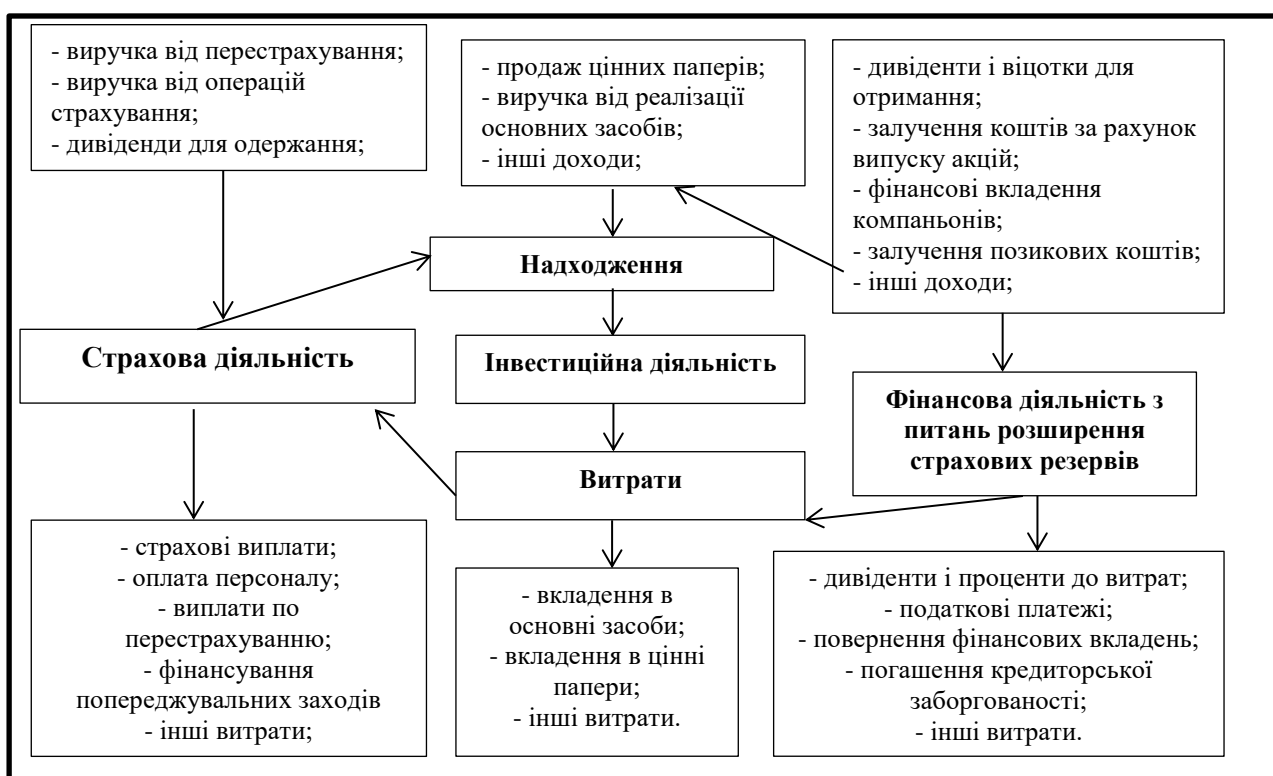 - виручка від перестрахування;
- виручка від операцій
страхування;
- дивіденди для одержання;
- продаж цінних паперів;
- виручка від реалізації
основних засобів;
- інші доходи;
- дивіденти і віцотки для
отримання;
- залучення коштів за рахунок
випуску акцій;
- фінансові вкладення
компаньонів;
- залучення позикових коштів;
- інші доходи;
Надходження
Страхова діяльність
Інвестиційна діяльність
Фінансова діяльність з
питань розширення
страхових резервів
Витрати
- страхові виплати;
- оплата персоналу;
- виплати по
перестрахуванню;
- фінансування
попереджувальних заходів
- інші витрати;
- вкладення в
основні засоби;
- вкладення в цінні
папери;
- інші витрати.
- дивіденти і проценти до витрат;
- податкові платежі;
- повернення фінансових вкладень;
- погашення кредиторської
заборгованості;
- інші витрати.